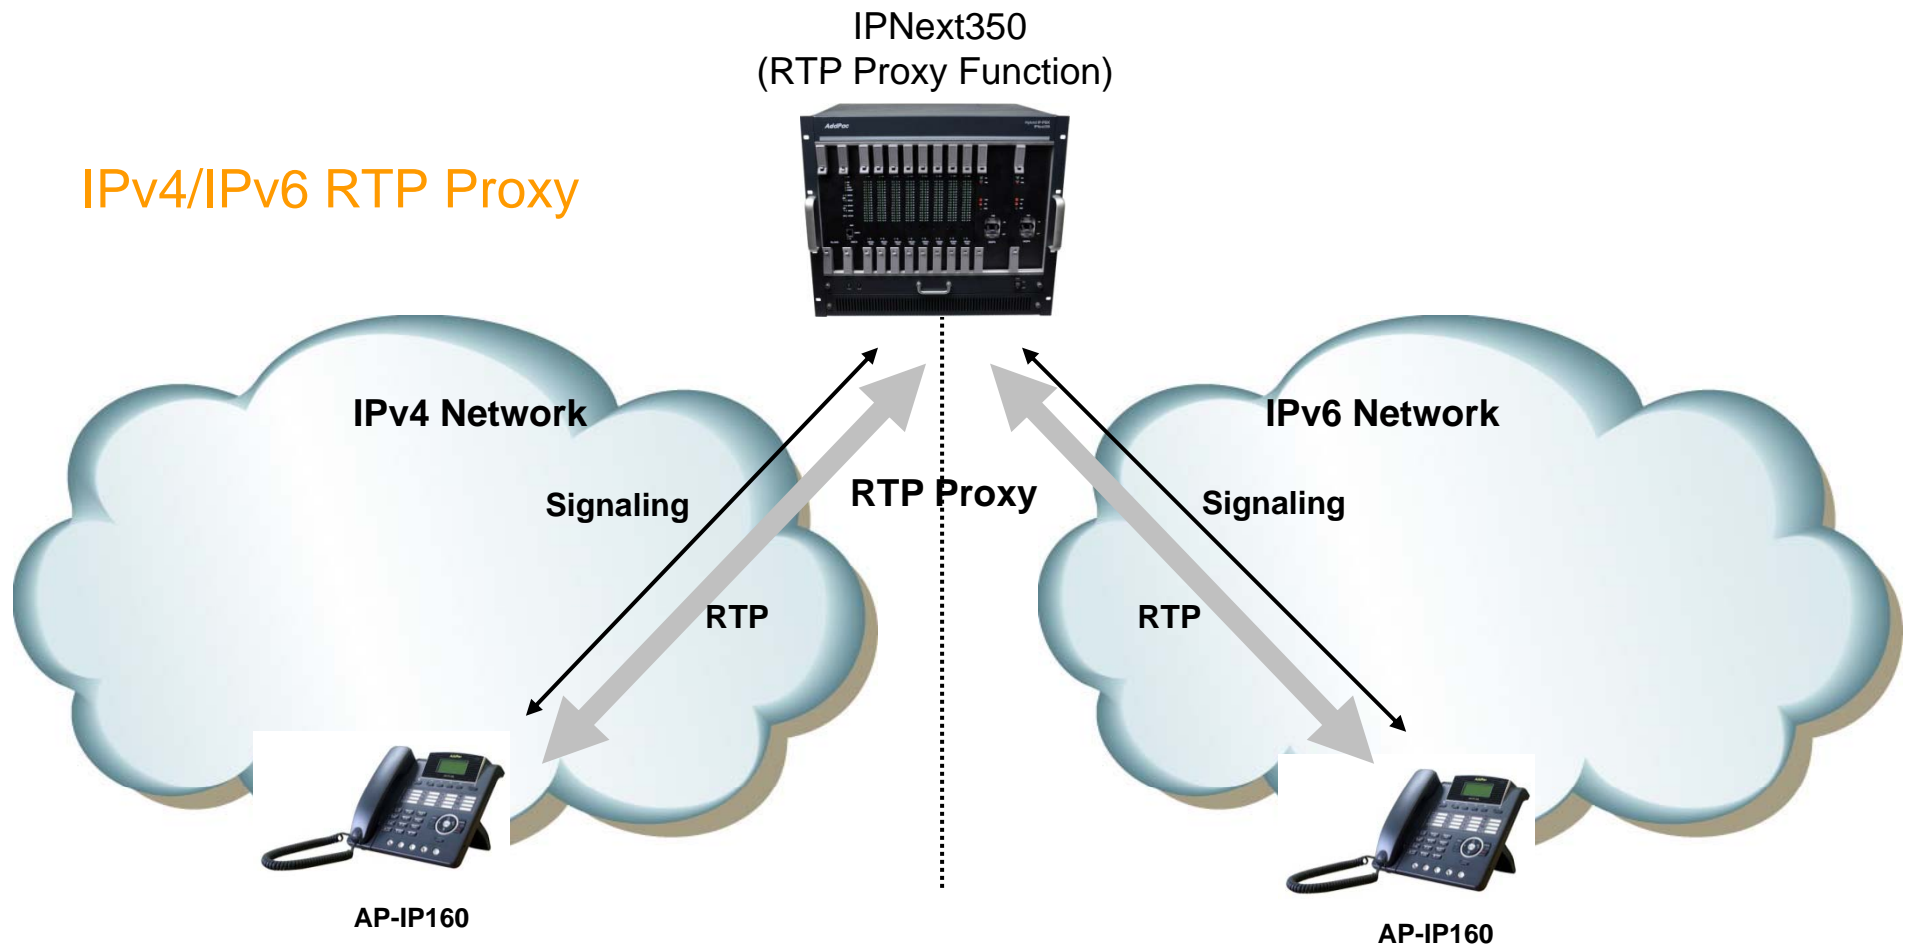 IPNext350
(RTP Proxy Function)
AddPac
IPv4/IPv6 RTP Proxy
IPv4 Network
IPv6 Network
Signaling
RTP Proxy
Signaling
RTP
RTP
AP-IP160
AP-IP160